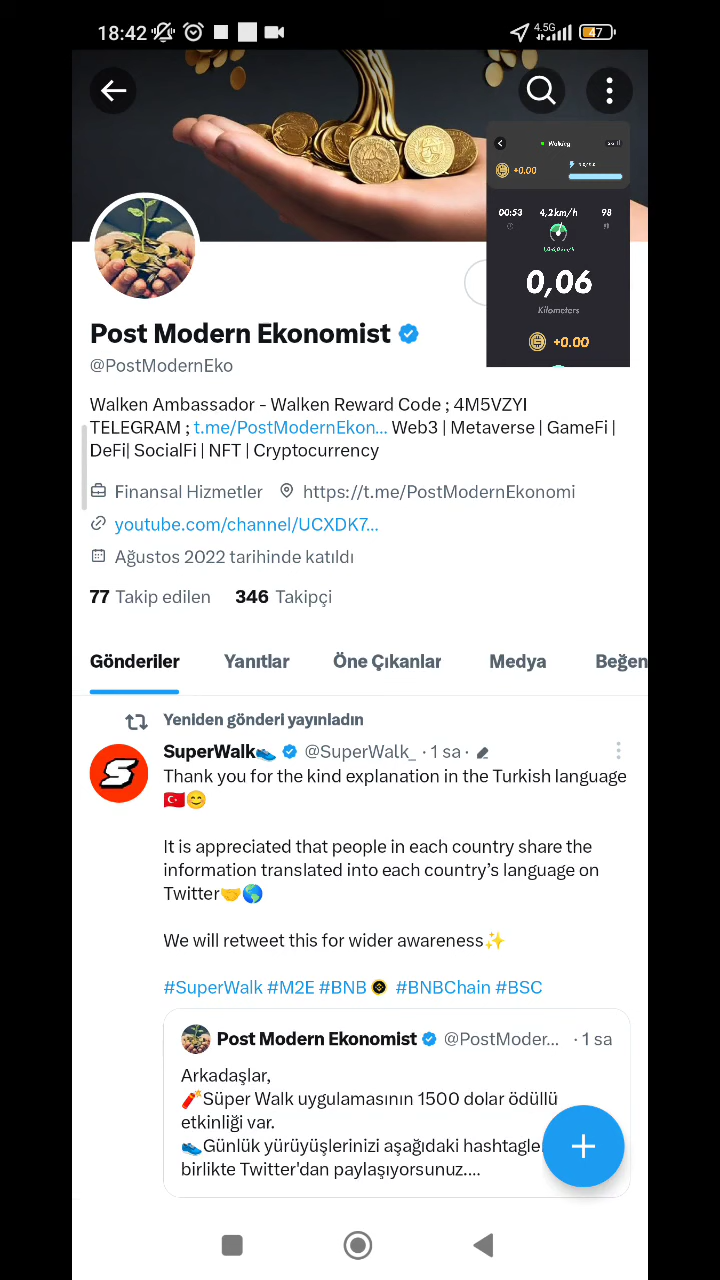 18:42
4.5G
47
Walking
+0.00
00:53 4,2km/h 98
0,06
Kilometers
+0.00
Post Modern Ekonomist
@PostModernEko
Walken Ambassador - Walken Reward Code ; 4M5VZYI
TELEGRAM ; t.me/PostModernEkon... Web3 | Metaverse | GameFi |
DeFi| SocialFi | NFT | Cryptocurrency
Finansal Hizmetler https://t.me/PostModernEkonomi
youtube.com/channel/UCXDK7...
Ağustos 2022 tarihinde katıldı
77 Takip edilen 346 Takipçi
Gönderiler Yanıtlar Öne Çıkanlar Medya Beğen
Yeniden gönderi yayınladın
SuperWalk👟 @SuperWalk_ · 1 sa ·
Thank you for the kind explanation in the Turkish language
🇹🇷😊
It is appreciated that people in each country share the
information translated into each country’s language on
Twitter🤝🌎
We will retweet this for wider awareness✨
#SuperWalk #M2E #BNB #BNBChain #BSC
Post Modern Ekonomist @PostModer... · 1 sa
Arkadaşlar,
🧨Süper Walk uygulamasının 1500 dolar ödüllü
etkinliği var.
👟Günlük yürüyüşlerinizi aşağıdaki hashtagle
birlikte Twitter'dan paylaşıyorsunuz....